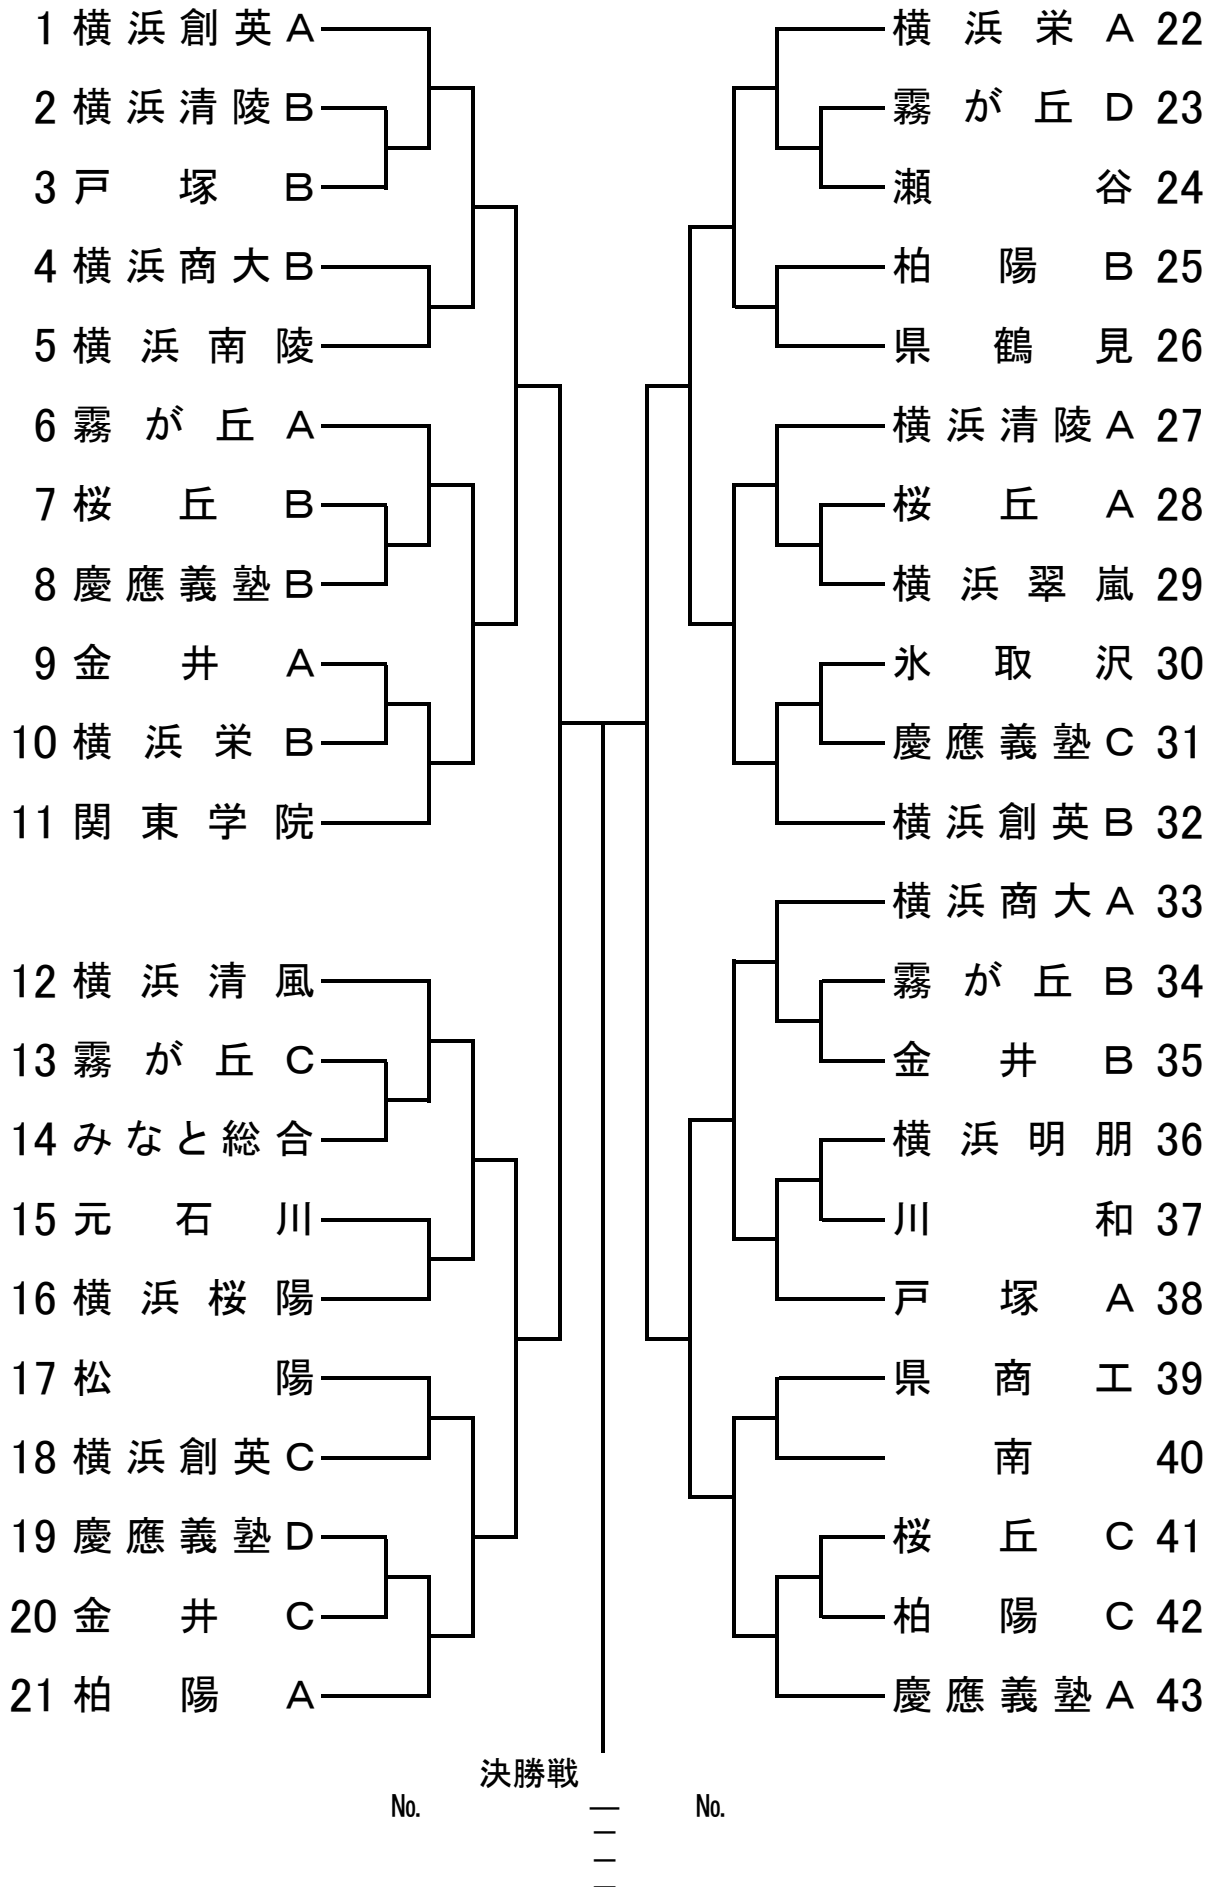 1 横浜創英A
2 横浜清陵B
3 戸塚B
4 横浜商大B
5 横浜南陵
6 霧が丘A
7 桜丘B
8 慶應義塾B
9 金井A
10 横浜栄B
11 関東学院
12 横浜清風
13 霧が丘C
14 みなと総合
15 元石川
16 横浜桜陽
17 松陽
18 横浜創英C
19 慶應義塾D
20 金井C
21 柏陽A
横浜栄A 22
霧が丘D 23
瀬谷 24
柏陽B 25
県鶴見 26
横浜清陵A 27
桜丘A 28
横浜翠嵐 29
氷取沢 30
慶應義塾C 31
横浜創英B 32
横浜商大A 33
霧が丘B 34
金井B 35
横浜明朋 36
川和 37
戸塚A 38
県商工 39
南 40
桜丘C 41
柏陽C 42
慶應義塾A 43
決勝戦
№. — №.
—
—
—